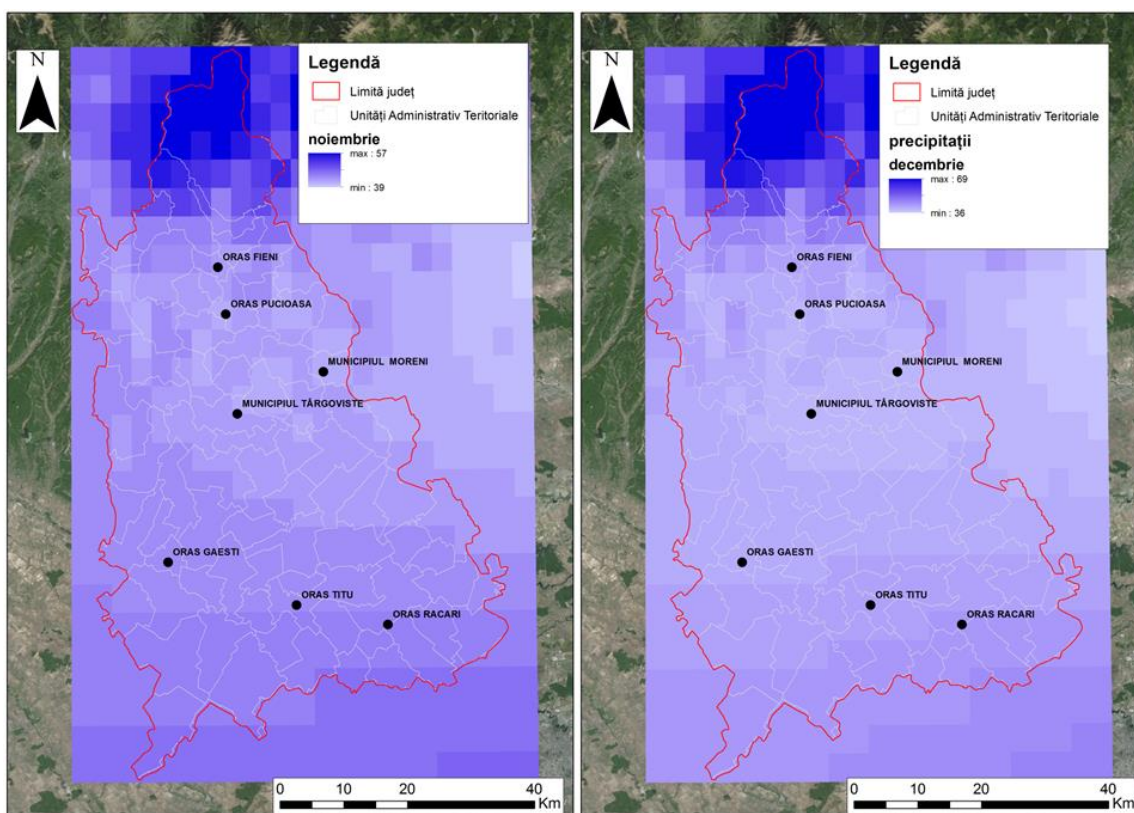 N
Legendă
Limită județ
Unități Administrativ Teritoriale
noiembrie
max : 57
min : 39
ORAS FIENI
ORAS PUCIOASA
MUNICIPIUL MORENI
MUNICIPIUL TÂRGOVISTE
ORAS GAESTI
ORAS TITU
ORAS RACARI
0 10 20 40
Km
N
Legendă
Limită județ
Unități Administrativ Teritoriale
precipitații
decembrie
max : 69
min : 36
ORAS FIENI
ORAS PUCIOASA
MUNICIPIUL MORENI
MUNICIPIUL TÂRGOVISTE
ORAS GAESTI
ORAS TITU
ORAS RACARI
0 10 20 40
Km